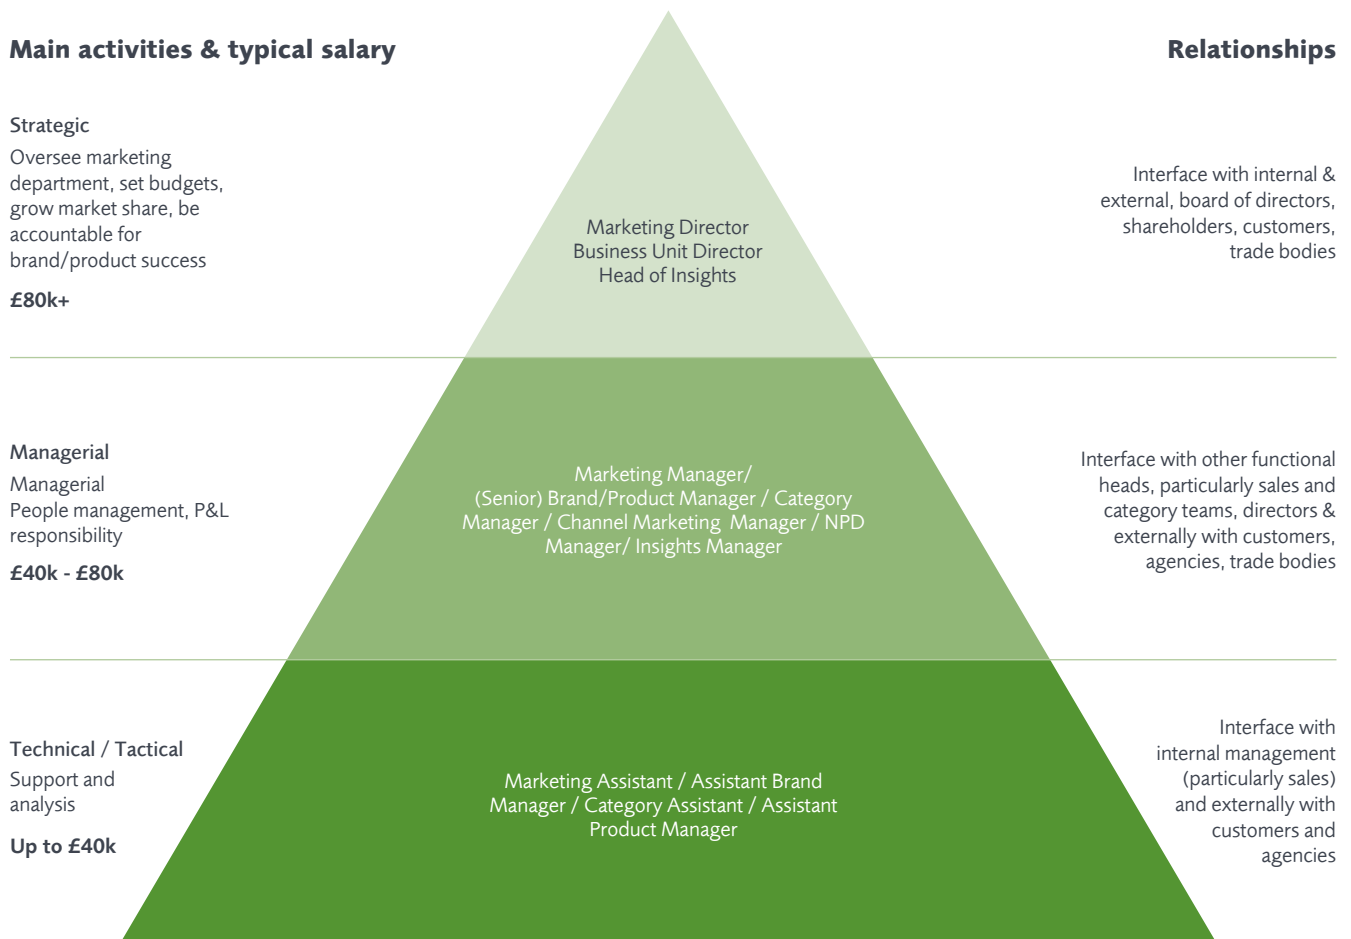 Main activities & typical salary
Relationships
Strategic
Oversee marketing
department, set budgets,
grow market share, be
accountable for
brand/product success
£80k+
Marketing Director
Business Unit Director
Head of Insights
Interface with internal &
external, board of directors,
shareholders, customers,
trade bodies
Managerial
Managerial
People management, P&L
responsibility
£40k - £80k
Marketing Manager/
(Senior) Brand/Product Manager / Category
Manager / Channel Marketing Manager / NPD
Manager/ Insights Manager
Interface with other functional
heads, particularly sales and
category teams, directors &
externally with customers,
agencies, trade bodies
Technical / Tactical
Support and
analysis
Up to £40k
Marketing Assistant / Assistant Brand
Manager / Category Assistant / Assistant
Product Manager
Interface with
internal management
(particularly sales)
and externally with
customers and
agencies